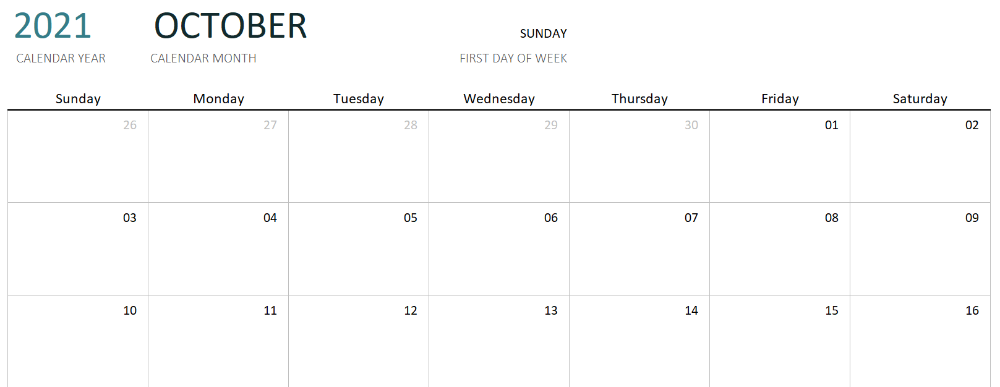 2021 OCTOBER SUNDAY
CALENDAR YEAR CALENDAR MONTH FIRST DAY OF WEEK
Sunday Monday Tuesday Wednesday Thursday Friday Saturday
26 27 28 29 30 01 02
03 04 05 06 07 08 09
10 11 12 13 14 15 16